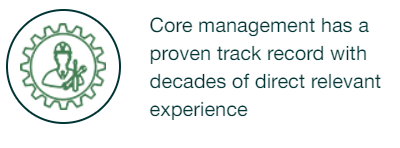 Core management has a
proven track record with
decades of direct relevant
experience